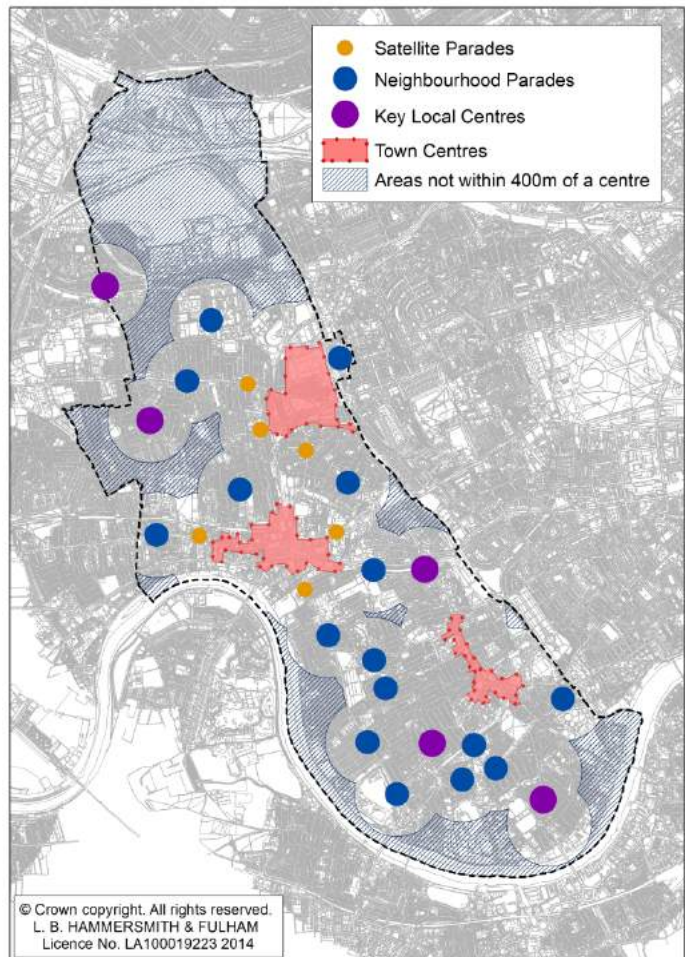 Satellite Parades
Neighbourhood Parades
Key Local Centres
Town Centres
Areas not within 400m of a centre
© Crown copyright. All rights reserved.
L. B. HAMMERSMITH & FULHAM
Licence No. LA100019223 2014